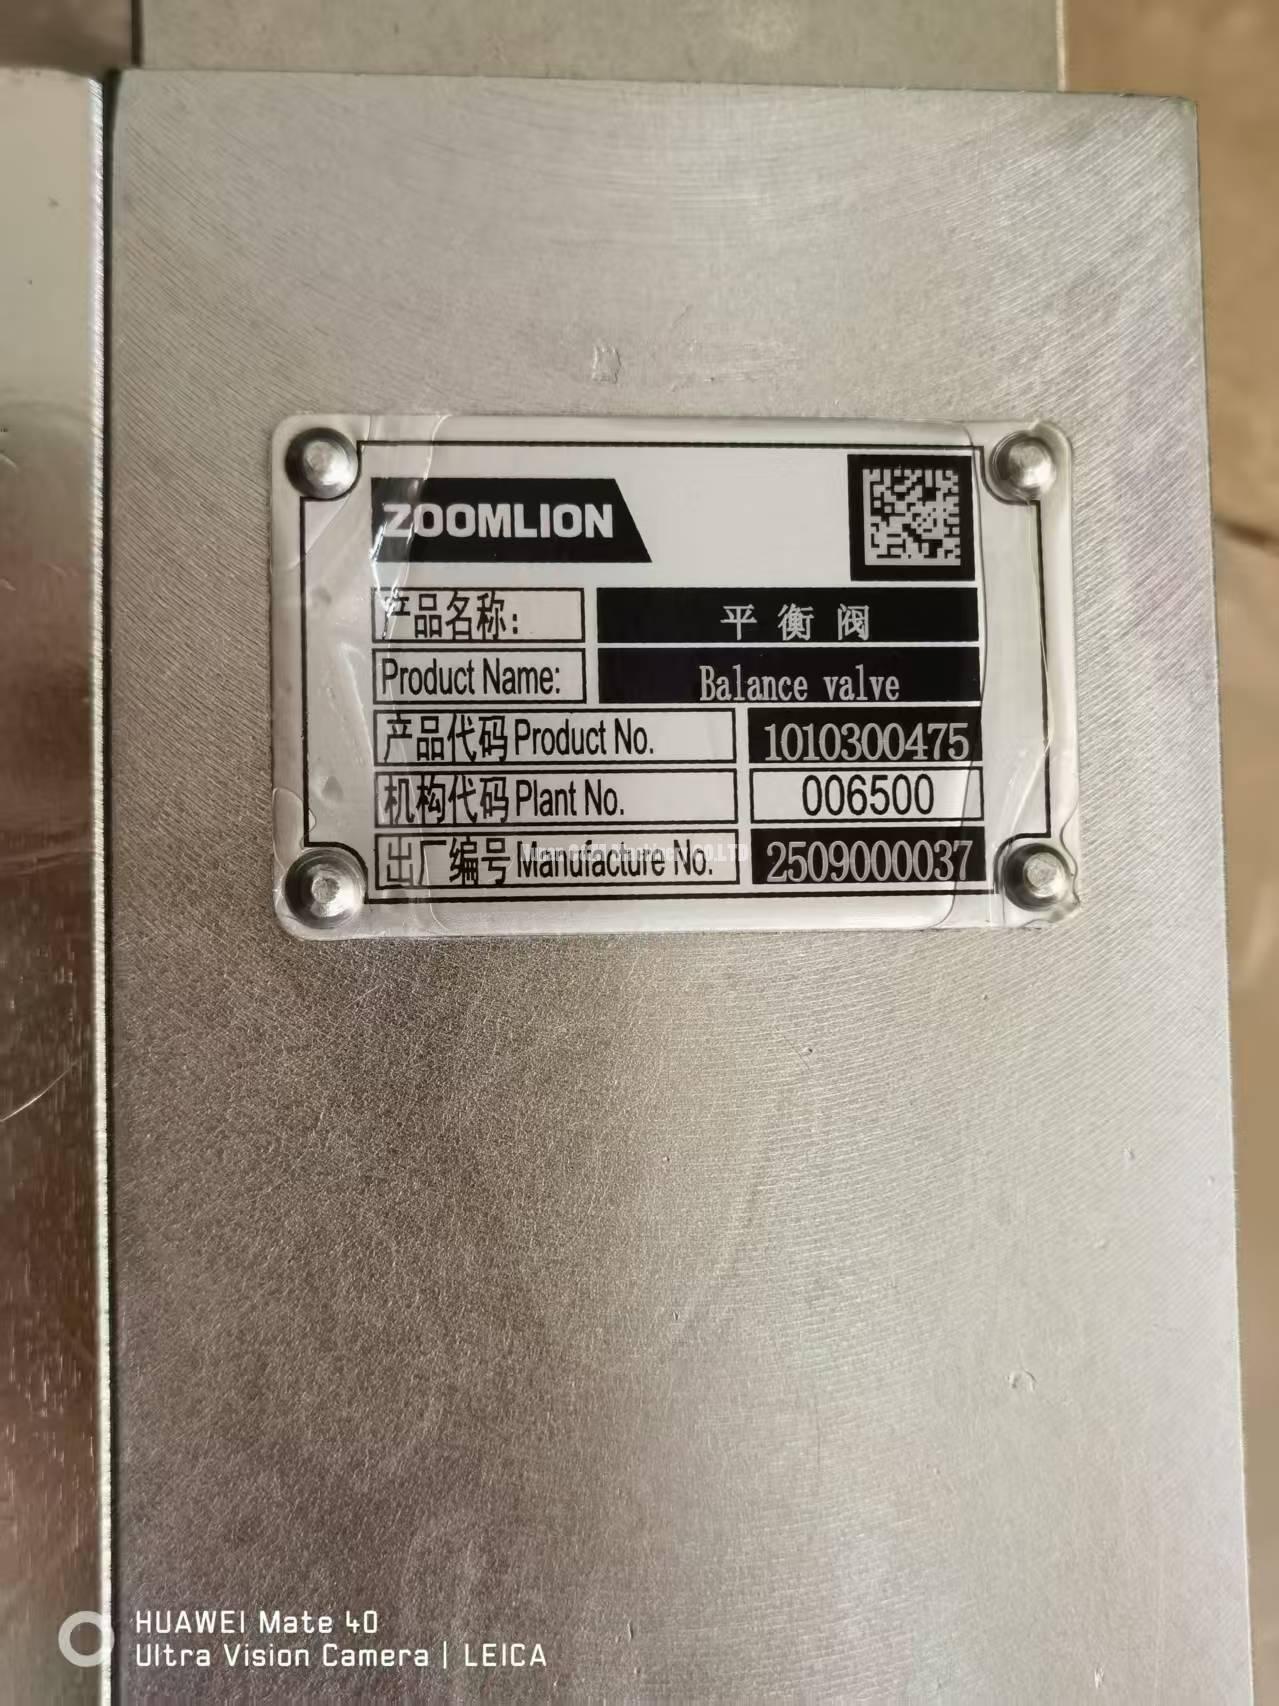 ZOOMLION
产品名称: 平衡阀
Product Name: Balance valve
产品代码 Product No. 1010300475
机构代码 Plant No. 006500
出厂编号 Manufacture No. 2509000037
HUAWEI Mate 40
Ultra Vision Camera | LEICA